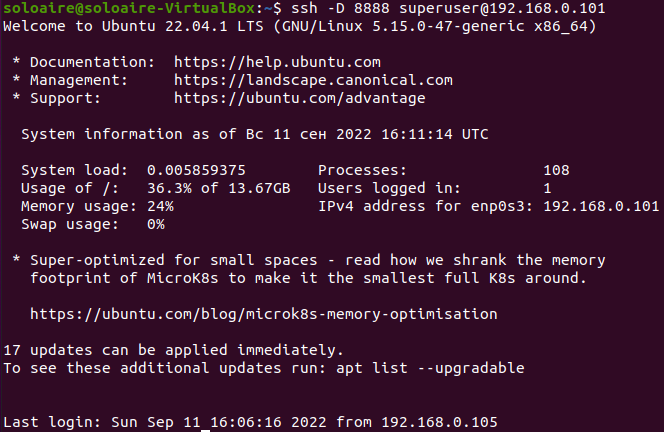 soloaire@soloaire-VirtualBox:~$ ssh -D 8888 superuser@192.168.0.101
Welcome to Ubuntu 22.04.1 LTS (GNU/Linux 5.15.0-47-generic x86_64)

 * Documentation:  https://help.ubuntu.com
 * Management:     https://landscape.canonical.com
 * Support:        https://ubuntu.com/advantage

  System information as of Вс 11 сен 2022 16:11:14 UTC

  System load:  0.005859375        Processes:               108
  Usage of /:   36.3% of 13.67GB   Users logged in:         1
  Memory usage: 24%                IPv4 address for enp0s3: 192.168.0.101
  Swap usage:   0%

 * Super-optimized for small spaces - read how we shrank the memory
   footprint of MicroK8s to make it the smallest full K8s around.

   https://ubuntu.com/blog/microk8s-memory-optimisation

17 updates can be applied immediately.
To see these additional updates run: apt list --upgradable


Last login: Sun Sep 11 16:06:16 2022 from 192.168.0.105